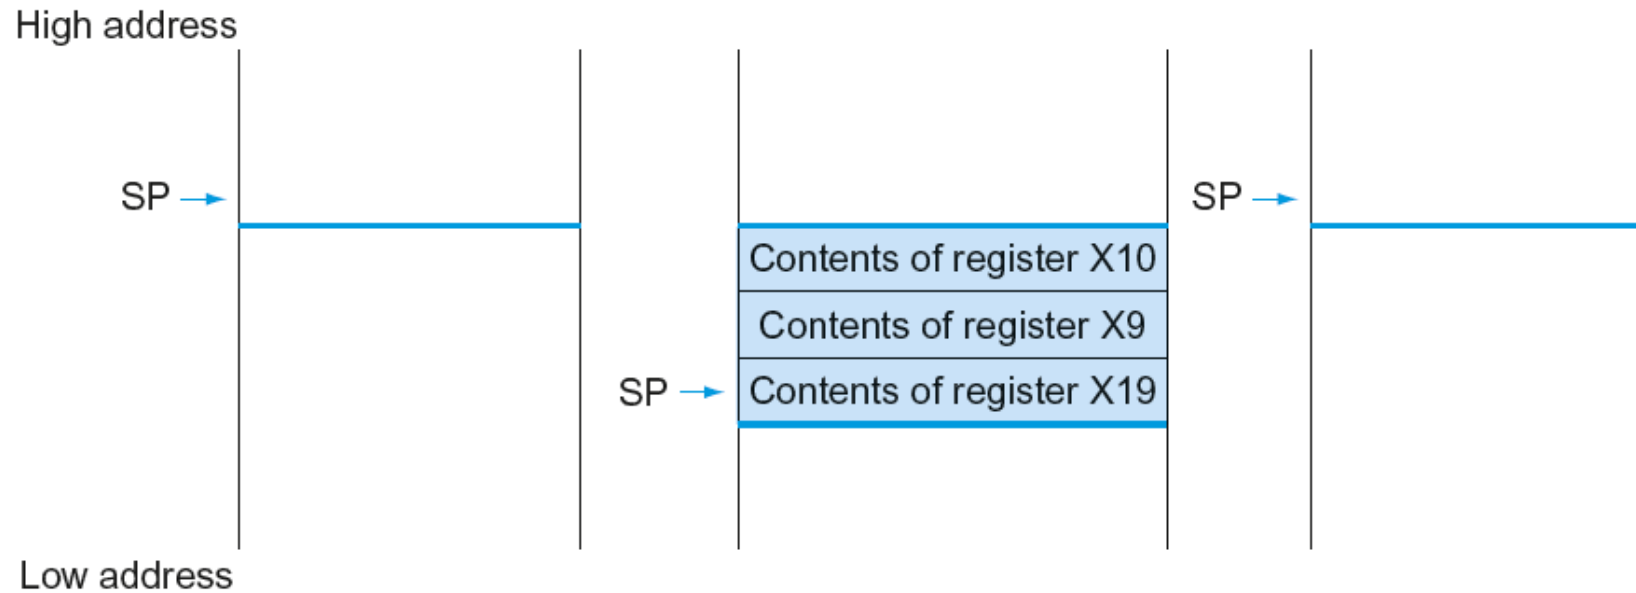 High address
SP
SP
Contents of register X10
Contents of register X9
SP
Contents of register X19
Low address